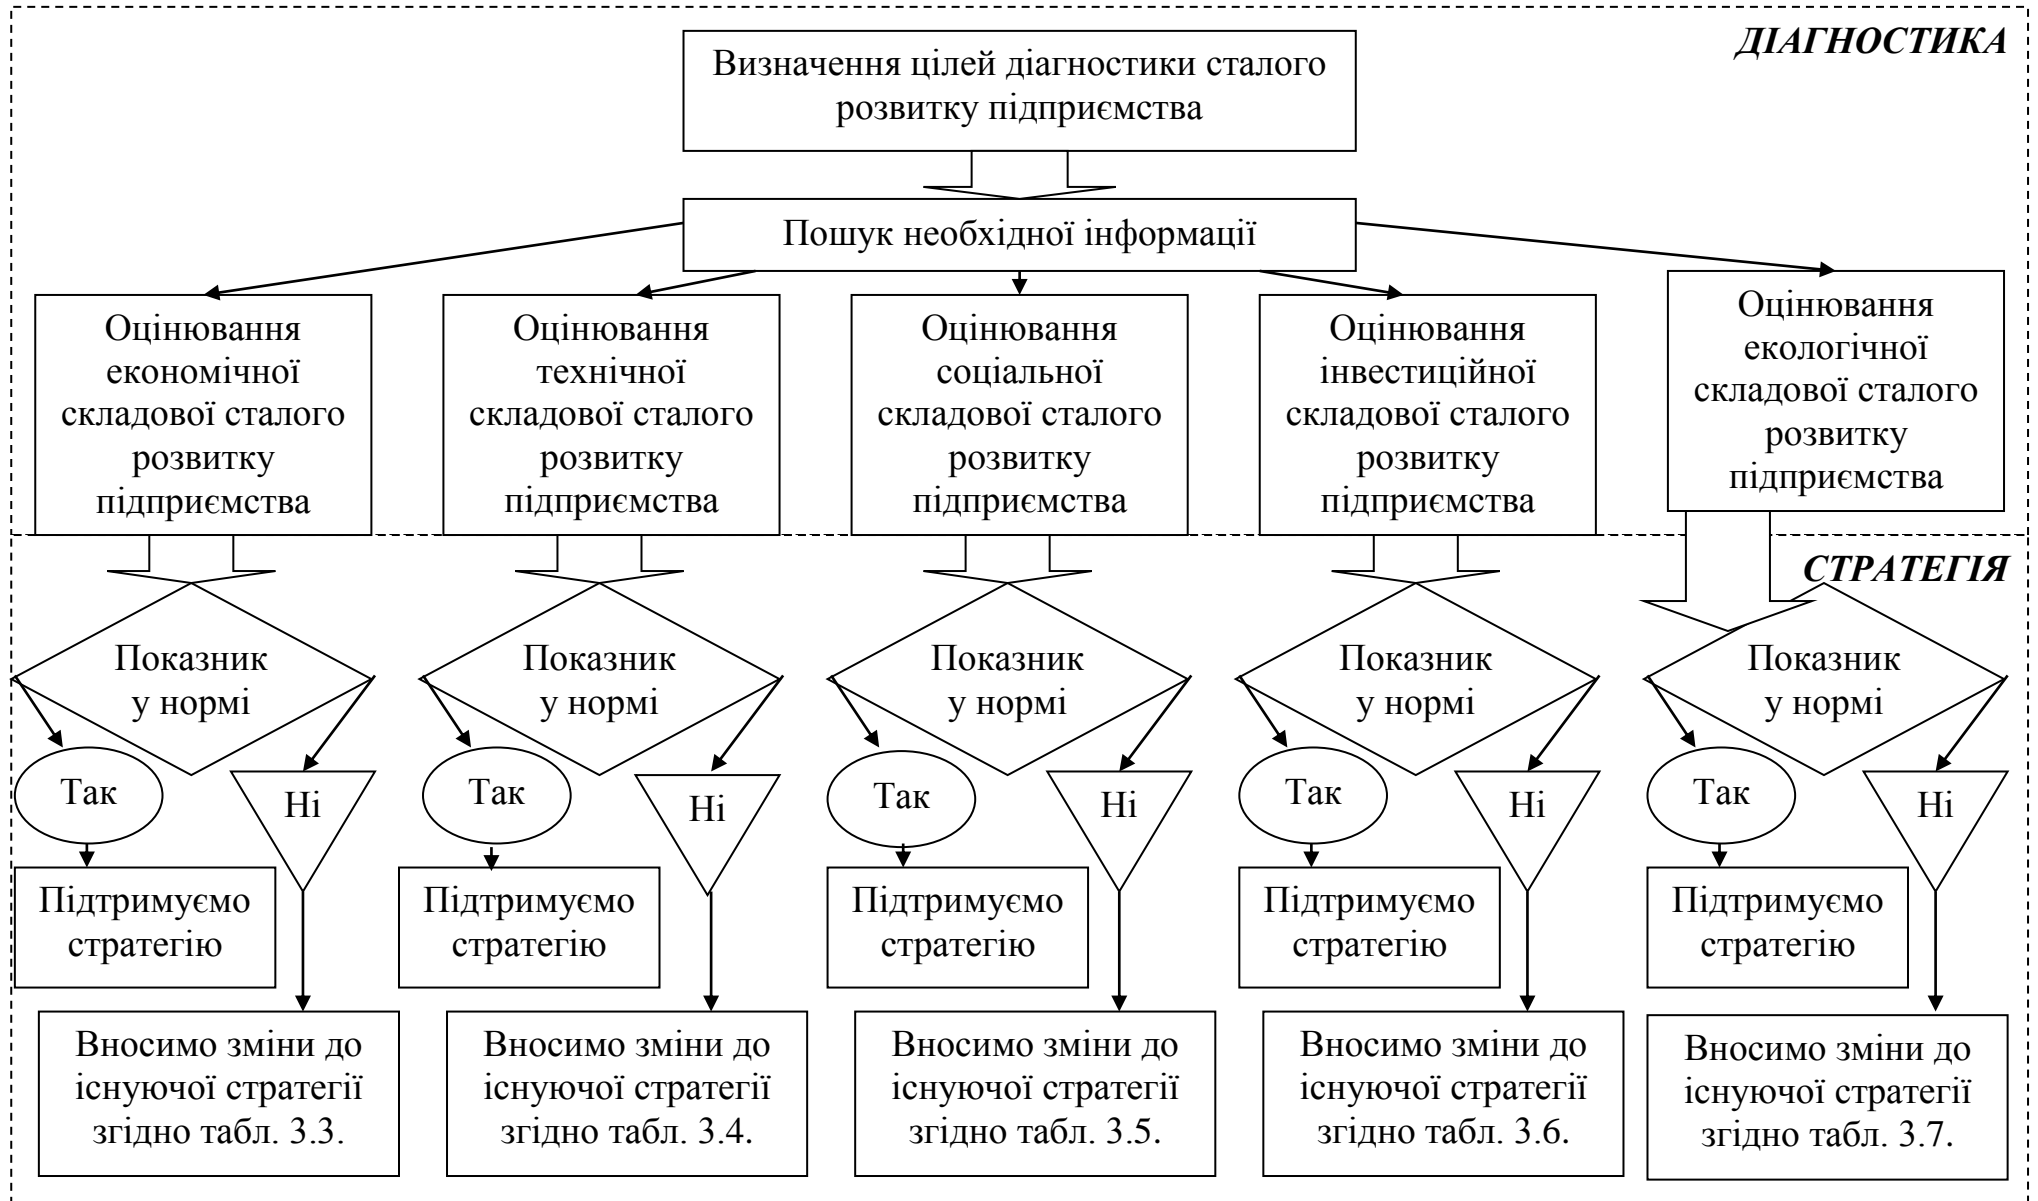 ДІАГНОСТИКА
Визначення цілей діагностики сталого
розвитку підприємства
Пошук необхідної інформації
Оцінювання
економічної
складової сталого
розвитку
підприємства
Оцінювання
технічної
складової сталого
розвитку
підприємства
Оцінювання
соціальної
складової сталого
розвитку
підприємства
Оцінювання
інвестиційної
складової сталого
розвитку
підприємства
Оцінювання
екологічної
складової сталого
розвитку
підприємства
СТРАТЕГІЯ
Показник
у нормі
Показник
у нормі
Показник
у нормі
Показник
у нормі
Показник
у нормі
Так
Ні
Так
Ні
Так
Ні
Так
Ні
Так
Ні
Підтримуємо
стратегію
Підтримуємо
стратегію
Підтримуємо
стратегію
Підтримуємо
стратегію
Підтримуємо
стратегію
Вносимо зміни до
існуючої стратегії
згідно табл. 3.3.
Вносимо зміни до
існуючої стратегії
згідно табл. 3.4.
Вносимо зміни до
існуючої стратегії
згідно табл. 3.5.
Вносимо зміни до
існуючої стратегії
згідно табл. 3.6.
Вносимо зміни до
існуючої стратегії
згідно табл. 3.7.